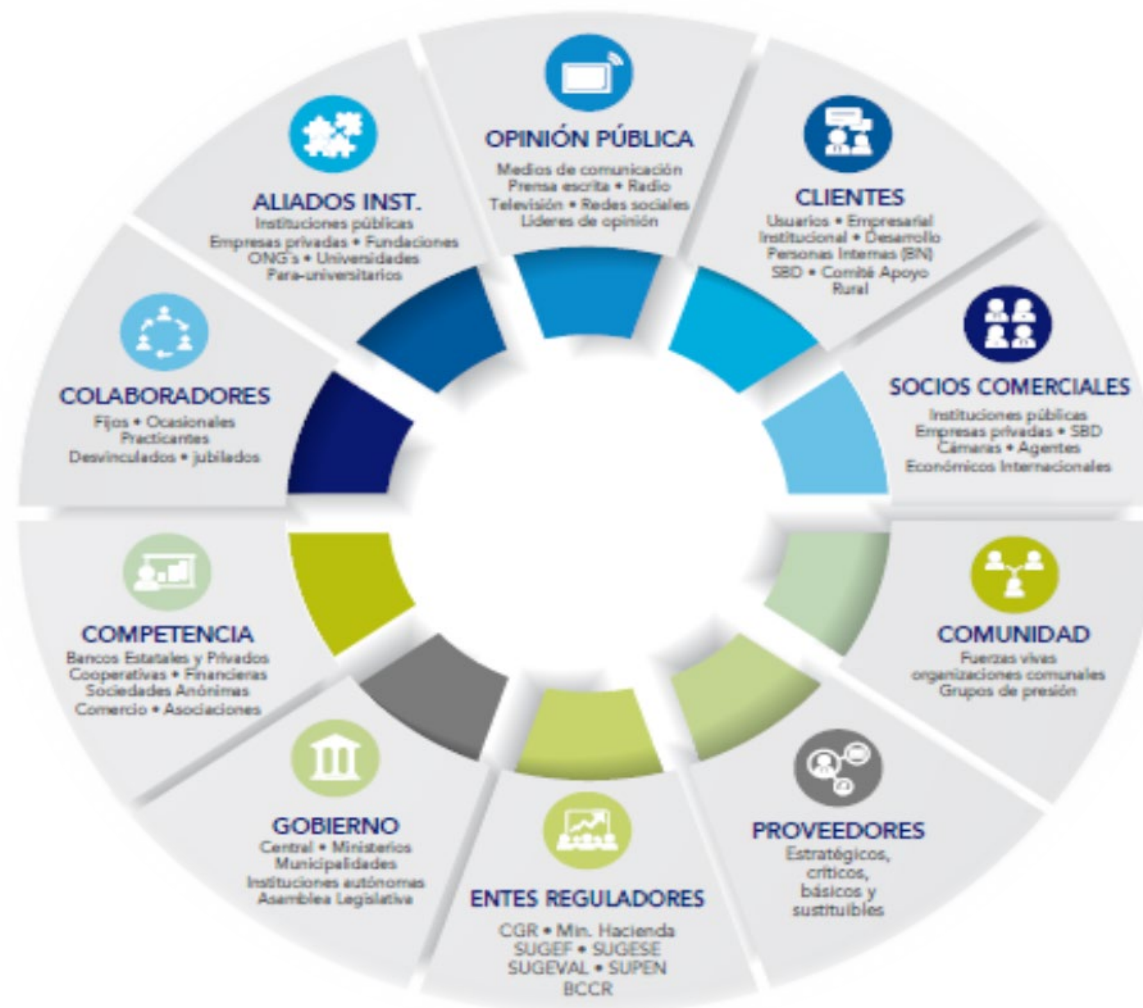 OPINIÓN PÚBLICA
Medios de comunicación
Prensa escrita • Radio
Televisión • Redes sociales
Lideres de opinión
CLIENTES
Usuarios • Empresarial
Institucional • Desarrollo
Personas Internas (BN)
SBD • Comité Apoyo
Rural
SOCIOS COMERCIALES
Instituciones públicas
Empresas privadas • SBD
Cámaras • Agentes
Económicos Internacionales
COMUNIDAD
Fuerzas vivas
organizaciones comunales
Grupos de presión
PROVEEDORES
Estratégicos,
críticos,
básicos y
sustituibles
ENTES REGULADORES
CGR • Min. Hacienda
SUGEF • SUGESE
SUGEVAL • SUPEN
BCCR
GOBIERNO
Central • Ministerios
Municipalidades
Instituciones autónomas
Asamblea Legislativa
COMPETENCIA
Bancos Estatales y Privados
Cooperativas • Financieras
Sociedades Anónimas
Comercio • Asociaciones
COLABORADORES
Fijos • Ocasionales
Practicantes
Desvinculados • jubilados
ALIADOS INST.
Instituciones públicas
Empresas privadas • Fundaciones
ONG's • Universidades
Para-universitarios